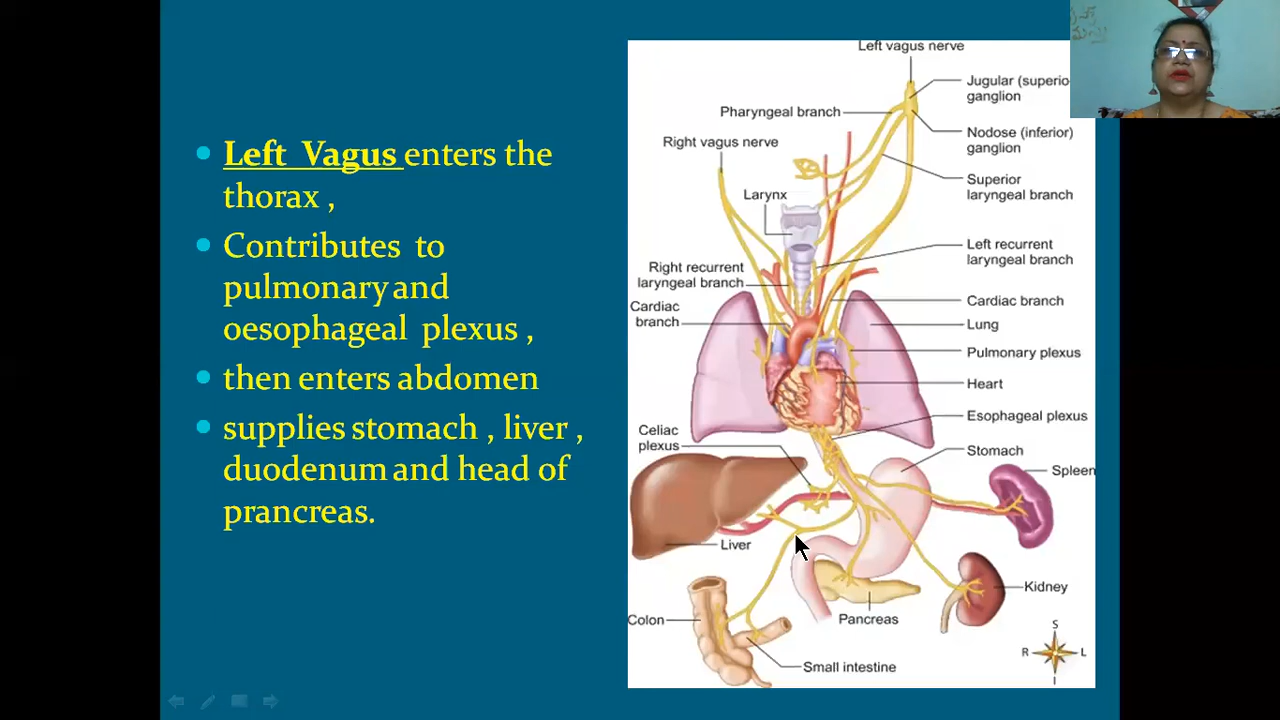 Left Vagus enters the
thorax ,
Contributes to
pulmonary and
oesophageal plexus ,
then enters abdomen
supplies stomach , liver ,
duodenum and head of
prancreas.
Left vagus nerve
Jugular (superio
ganglion
Pharyngeal branch
Nodose (inferior)
ganglion
Right vagus nerve
Superior
laryngeal branch
Larynx
Left recurrent
laryngeal branch
Right recurrent
laryngeal branch
Cardiac
branch
Cardiac branch
Lung
Pulmonary plexus
Heart
Esophageal plexus
Celiac
plexus
Stomach
Spleen
Liver
Kidney
Colon
Pancreas
Small intestine
S
R
L
I